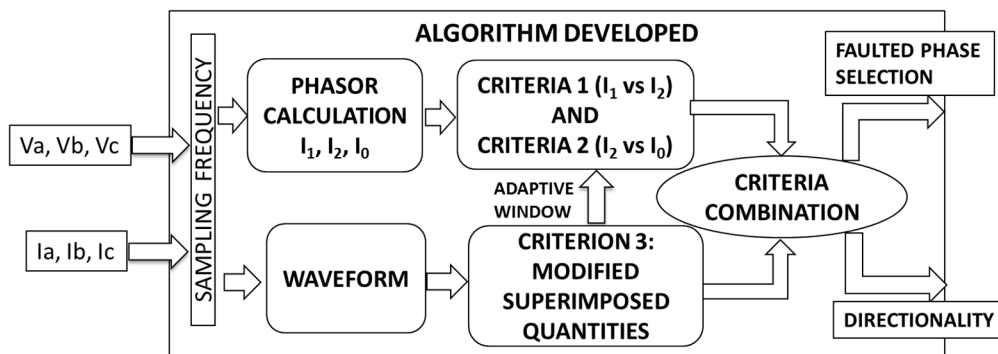 ALGORITHM DEVELOPED
Va, Vb, Vc
Ia, Ib, Ic
SAMPLING FREQUENCY
PHASOR
CALCULATION
I₁, I₂, I₀
CRITERIA 1 (I₁ vs I₂)
AND
CRITERIA 2 (I₂ vs I₀)
ADAPTIVE
WINDOW
WAVEFORM
CRITERION 3:
MODIFIED
SUPERIMPOSED
QUANTITIES
CRITERIA
COMBINATION
FAULTED PHASE
SELECTION
DIRECTIONALITY